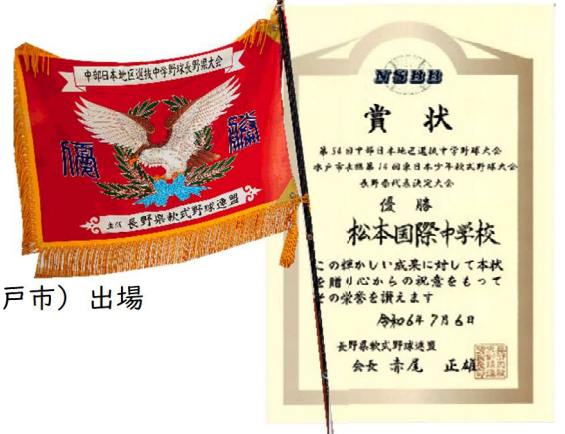 中部日本地区選抜中学野球長野県大会
優勝
主催 長野県軟式野球連盟
戸市）出場
NSBB
賞状
第54回中部日本地区選抜中学野球大会
水戸市長旗第14回東日本少年軟式野球大会
長野県代表決定大会
優勝
松本国際中学校
この輝かしい成果に対して本状
を贈り心からの祝意をもって
その栄誉を讃えます
令和6年7月6日
長野県軟式野球連盟
会長 赤尾 正雄